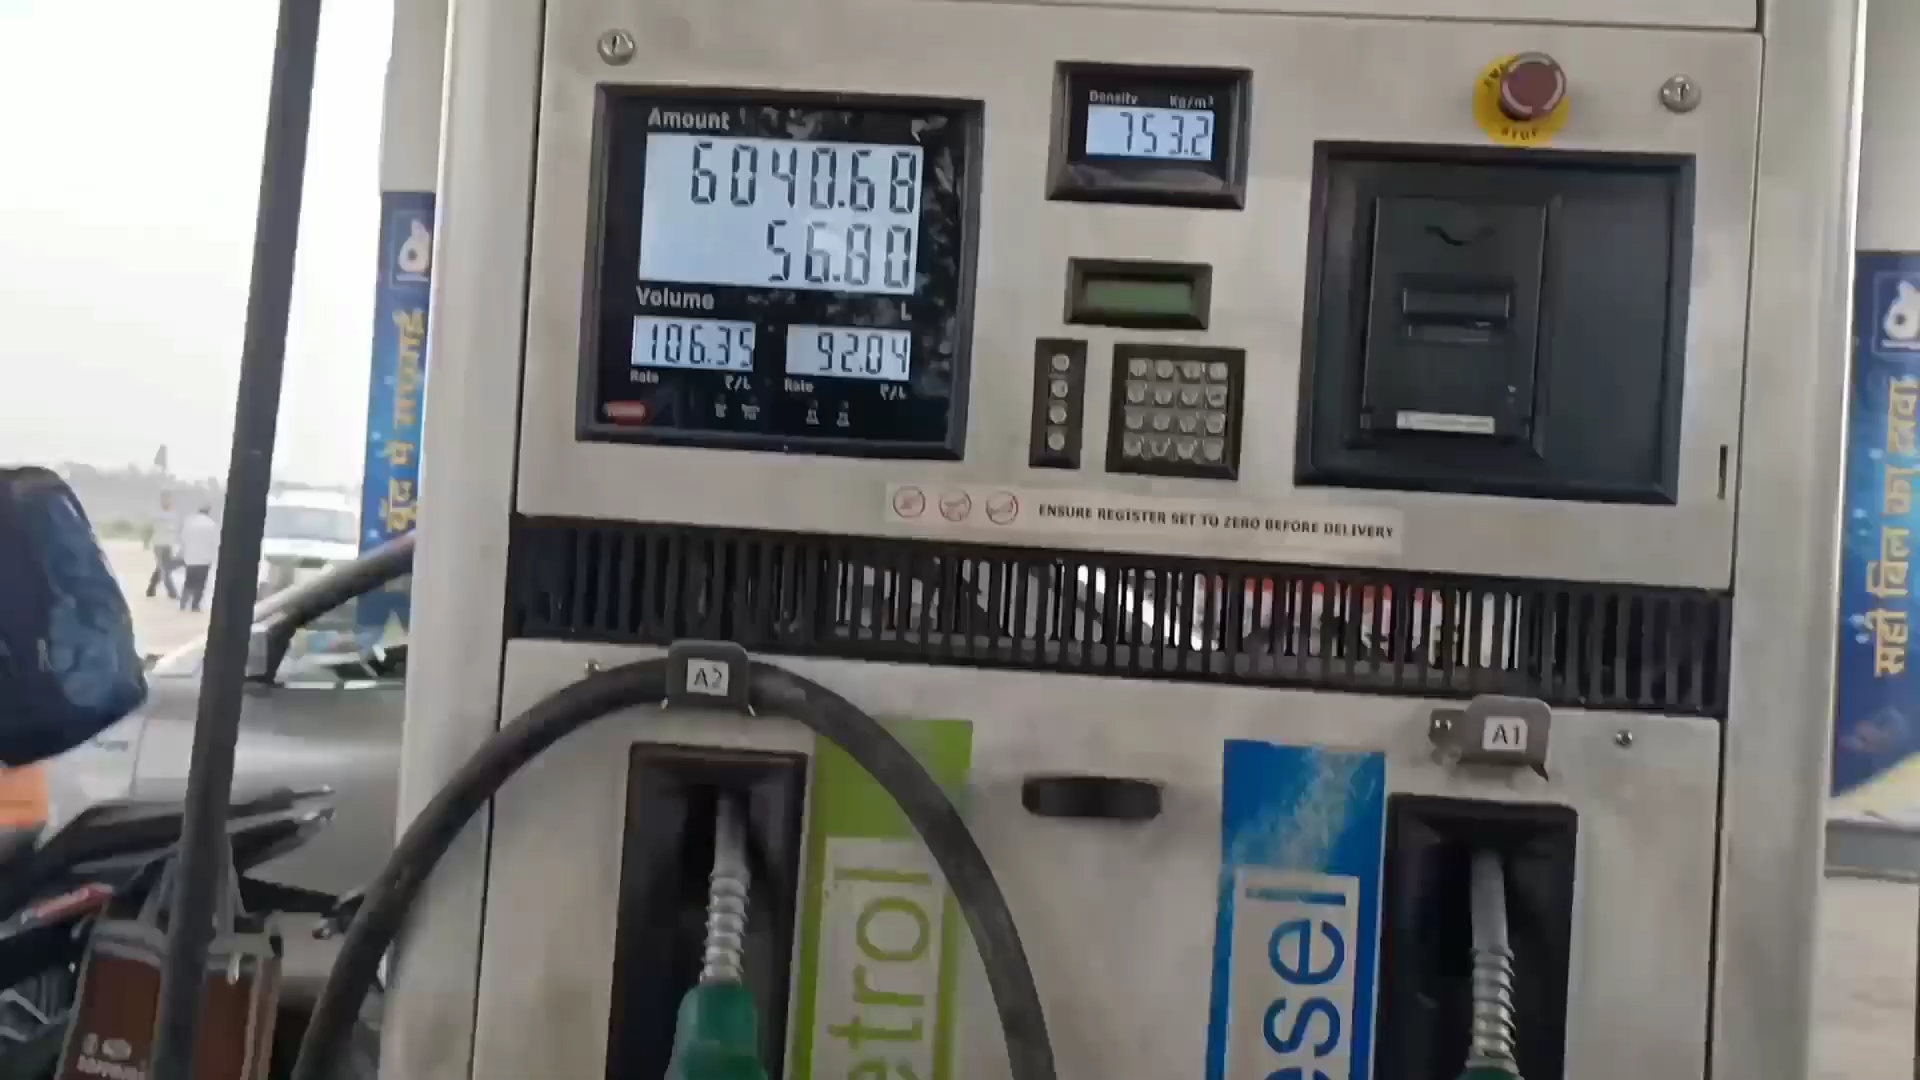 Amount
6040.68
56.80
Volume
L
106.35
92.04
Rate ₹/L
Rate ₹/L
Density Kg/m³
753.2
STOP
ENSURE REGISTER SET TO ZERO BEFORE DELIVERY
A2
A1
etrol
esel
सही बिल का